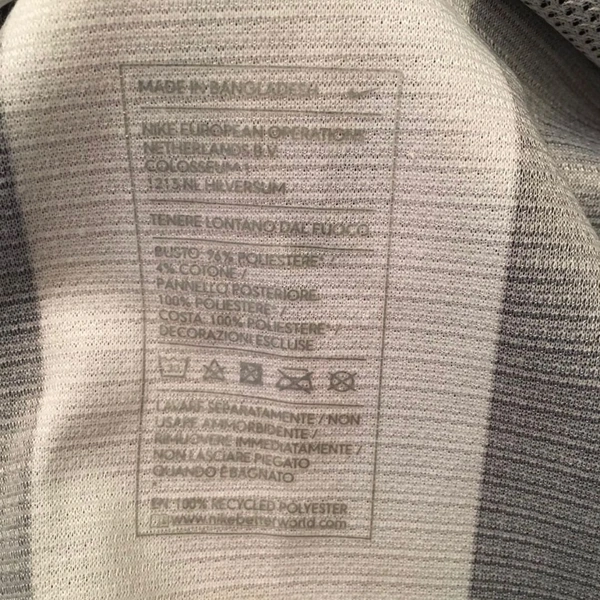 MADE IN BANGLADESH
NIKE EUROPEAN OPERATIONS
NETHERLANDS B.V.
COLOSSEUM 1
1213 NL HILVERSUM
TENERE LONTANO DAL FUOCO
BUSTO: 96% POLIESTERE* /
4% COTONE /
PANNELLO POSTERIORE:
100% POLIESTERE* /
COSTA: 100% POLIESTERE* /
DECORAZIONI ESCLUSE
LAVARE SEPARATAMENTE / NON
USARE AMMORBIDENTE /
RIMUOVERE IMMEDIATAMENTE /
NON LASCIARE PIEGATO
QUANDO È BAGNATO
*
EN: 100% RECYCLED POLYESTER
www.nikebetterworld.com